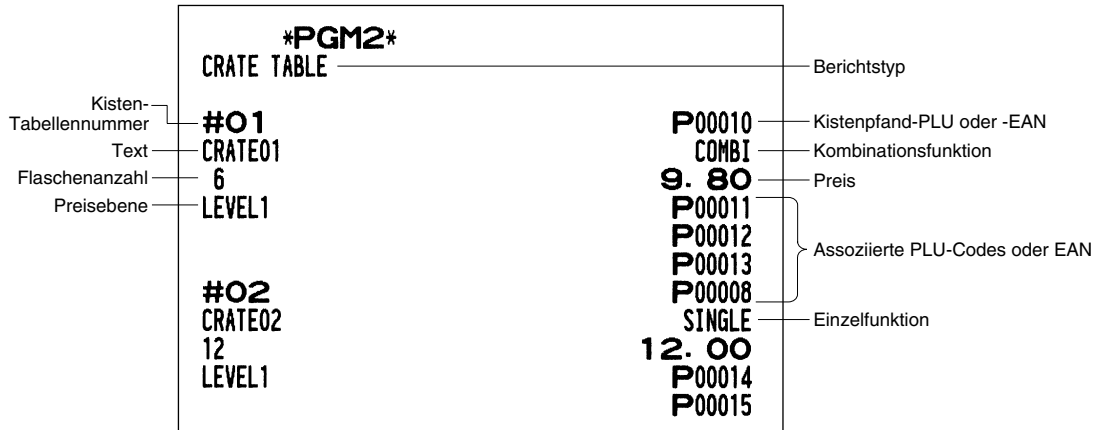 *PGM2*
CRATE TABLE Berichtstyp
Kisten-
Tabellennummer #01 P00010 Kistenpfand-PLU oder -EAN
Text CRATE01 COMBI Kombinationsfunktion
Flaschenanzahl 6 9.80 Preis
Preisebene LEVEL1 P00011
P00012
Assoziierte PLU-Codes oder EAN
P00013
#02 P00008
CRATE02 SINGLE Einzelfunktion
12 12.00
LEVEL1 P00014
P00015